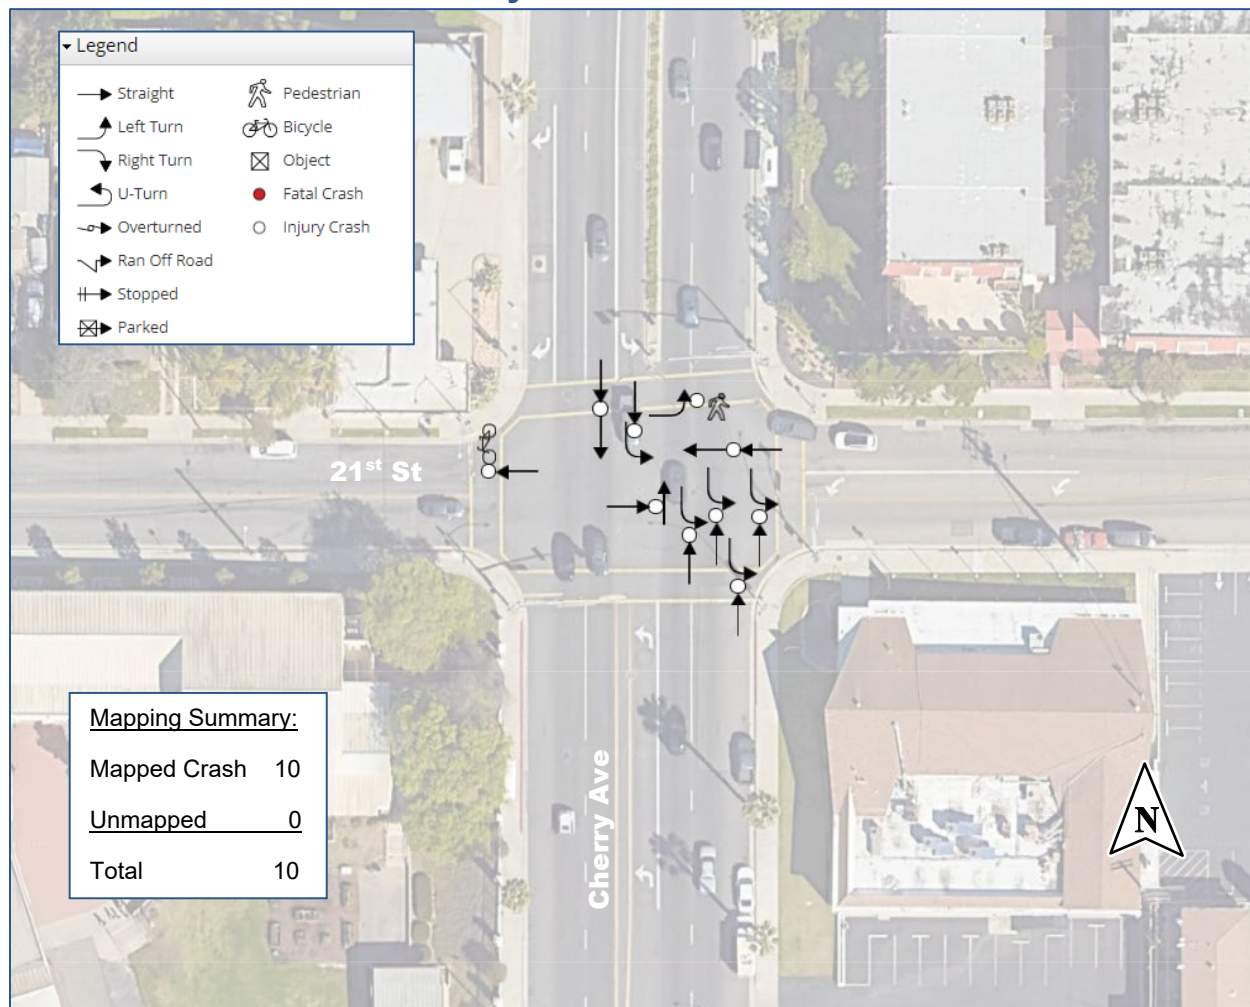 Legend
Straight
Left Turn
Right Turn
U-Turn
Overturned
Ran Off Road
Stopped
Parked
Pedestrian
Bicycle
Object
Fatal Crash
Injury Crash
21st St
Cherry Ave
Mapping Summary:
Mapped Crash 10
Unmapped 0
Total 10
N